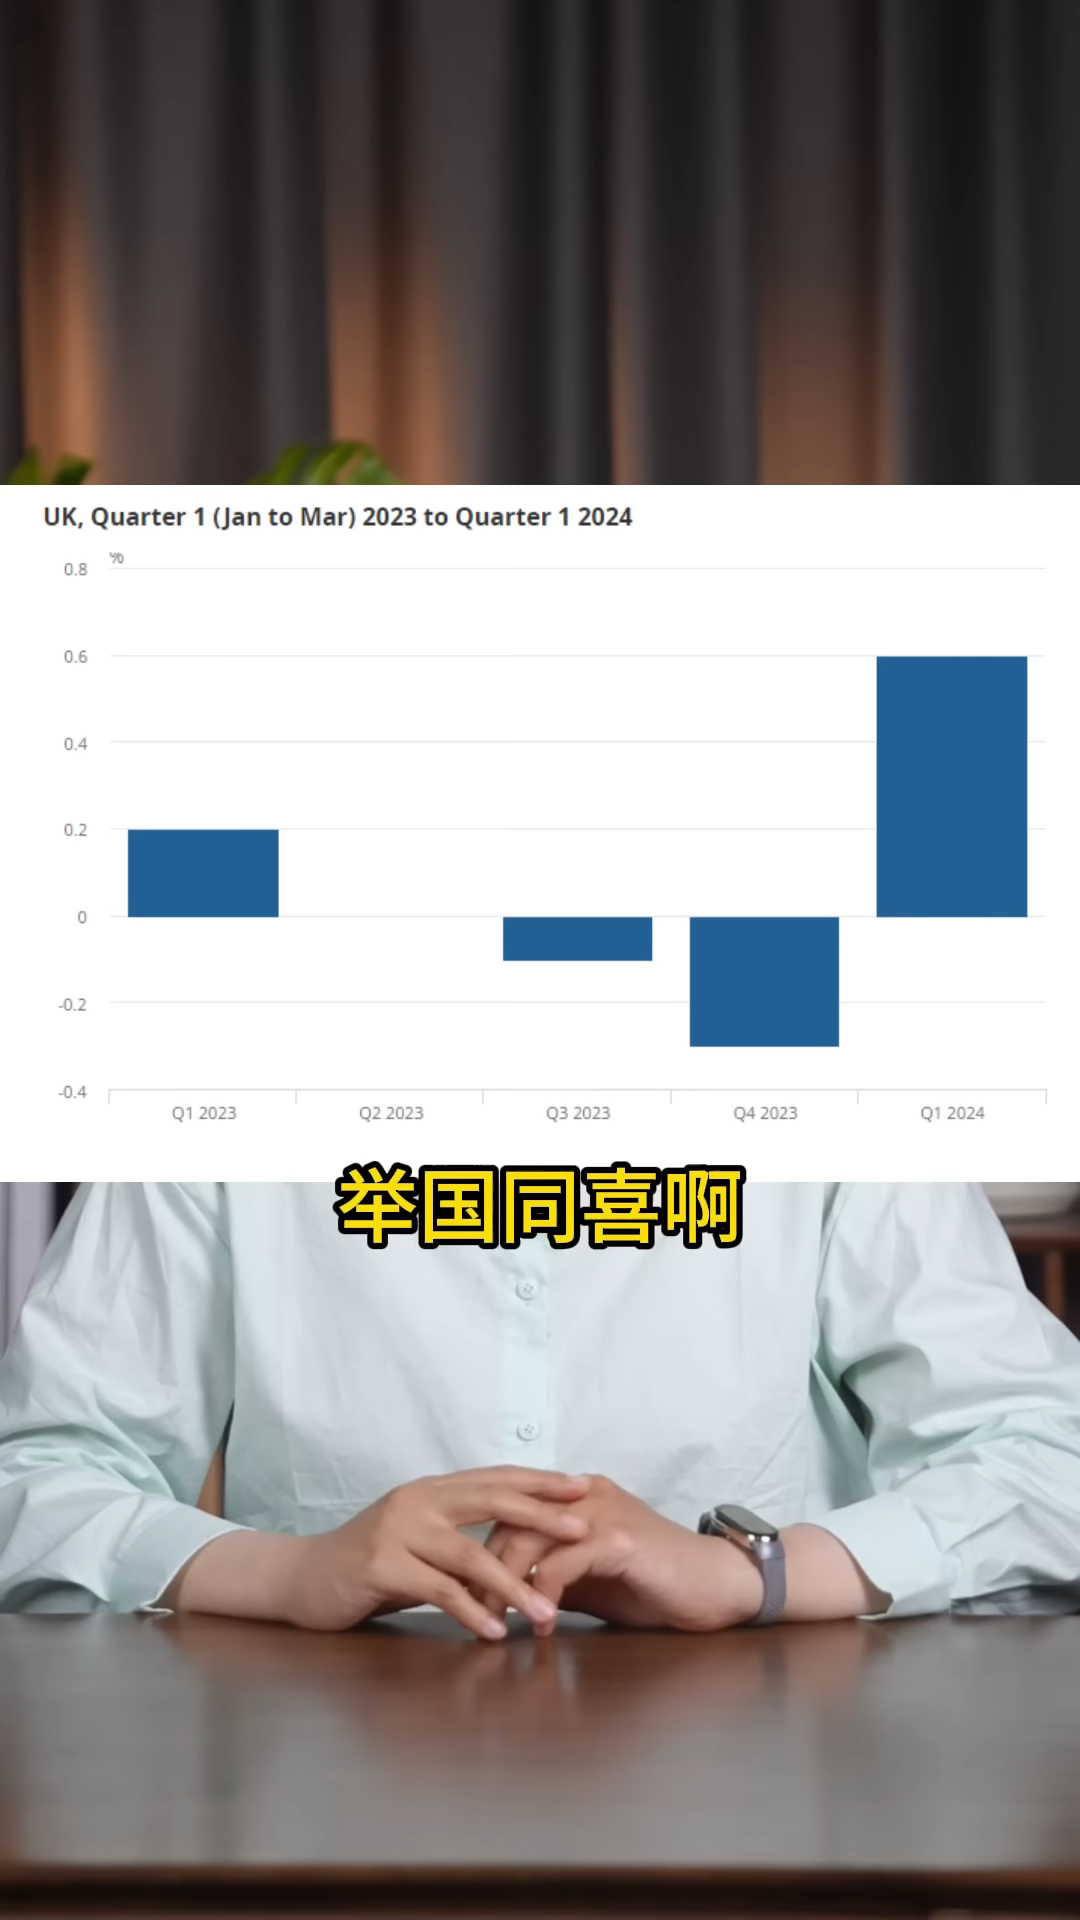 UK, Quarter 1 (Jan to Mar) 2023 to Quarter 1 2024
%
0.8
0.6
0.4
0.2
0
-0.2
-0.4
Q1 2023 Q2 2023 Q3 2023 Q4 2023 Q1 2024
举国同喜啊